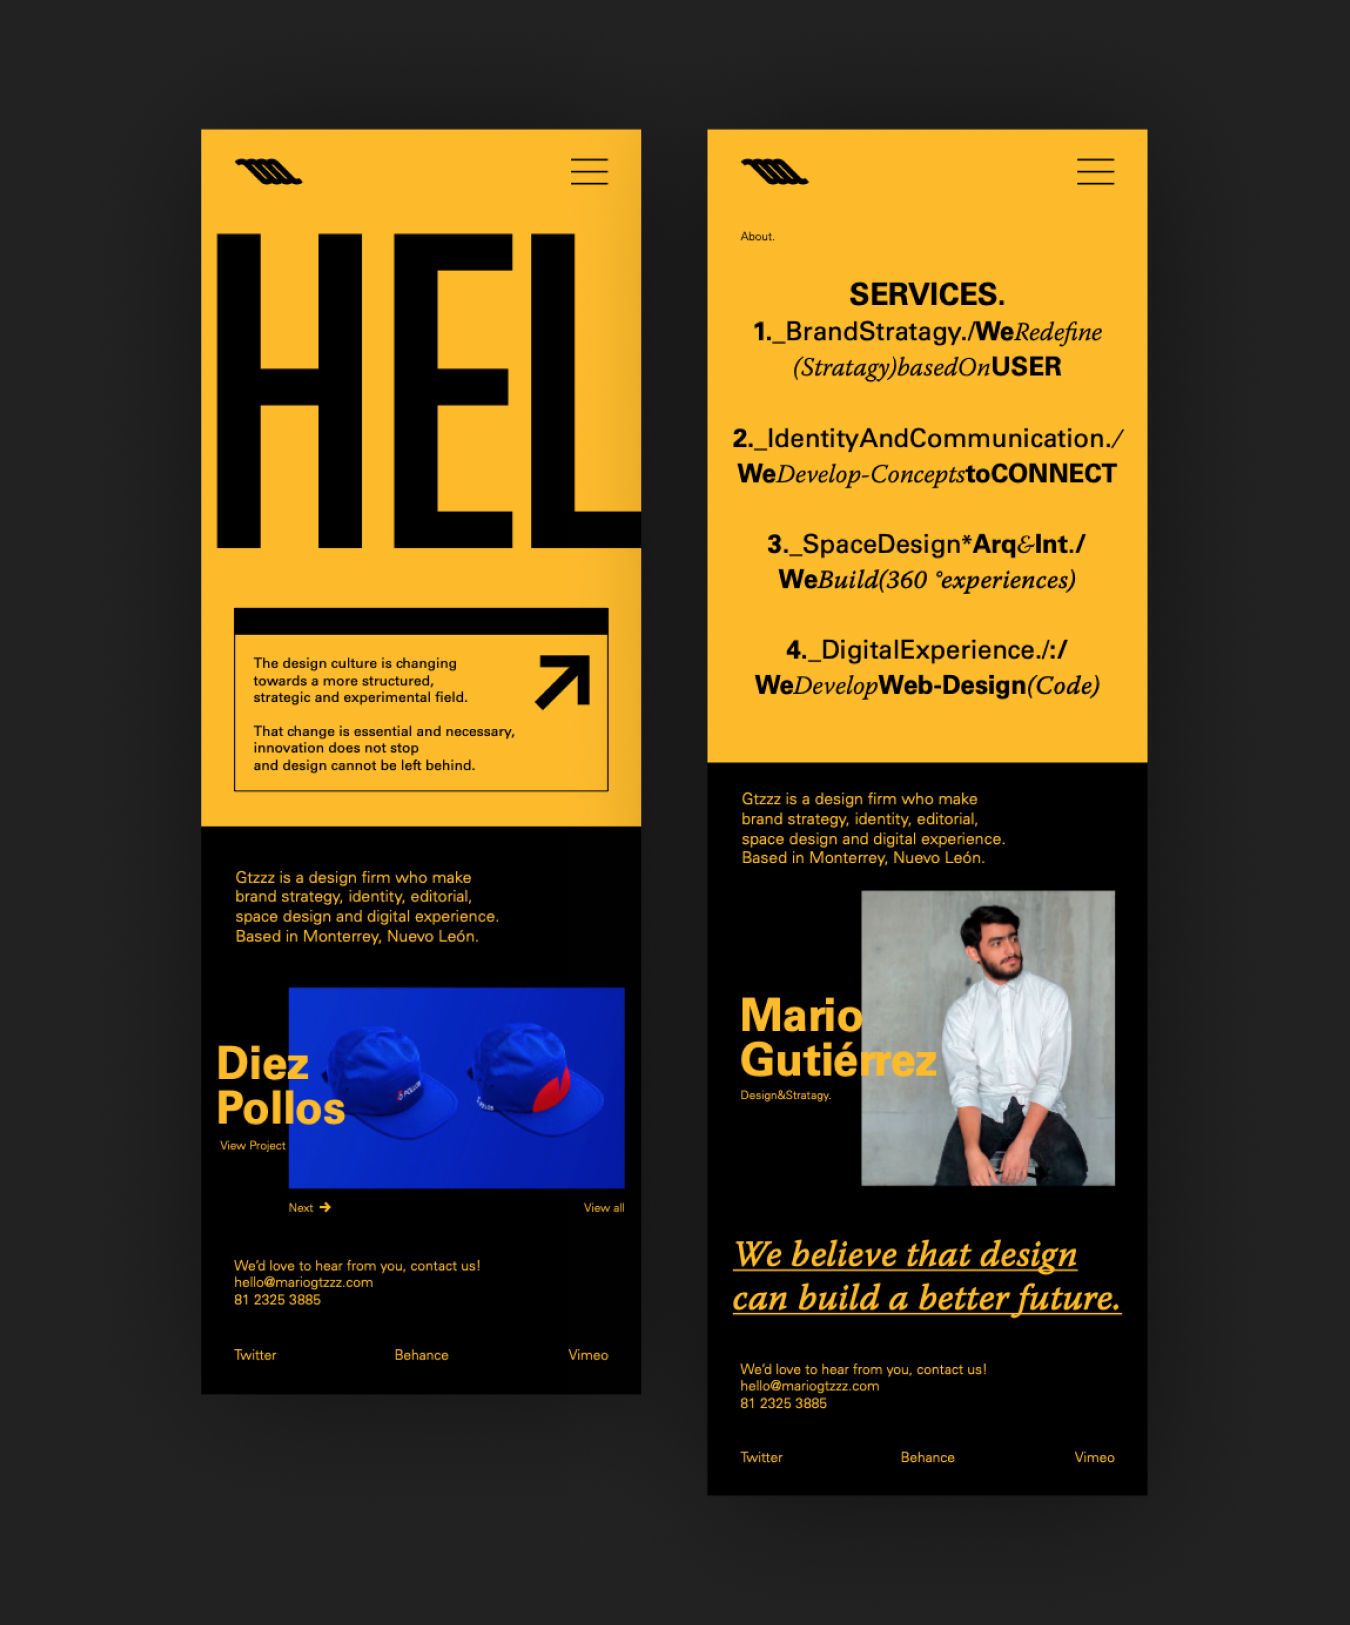 HEL
The design culture is changing
towards a more structured,
strategic and experimental field.
That change is essential and necessary,
innovation does not stop
and design cannot be left behind.
Gtzzz is a design firm who make
brand strategy, identity, editorial,
space design and digital experience.
Based in Monterrey, Nuevo León.
Diez
Pollos
View Project
POLLOS
Next →
View all
We'd love to hear from you, contact us!
hello@mariogtzzz.com
81 2325 3885
Twitter
Behance
Vimeo
About.
SERVICES.
1._BrandStratagy./WeRedefine
(Stratagy)basedOnUSER
2._IdentityAndCommunication./
WeDevelop-ConceptstoCONNECT
3._SpaceDesign*Arq&Int./
WeBuild(360 °experiences)
4._DigitalExperience./:/
WeDevelopWeb-Design(Code)
Gtzzz is a design firm who make
brand strategy, identity, editorial,
space design and digital experience.
Based in Monterrey, Nuevo León.
Mario
Gutiérrez
Design&Stratagy.
We believe that design
can build a better future.
We'd love to hear from you, contact us!
hello@mariogtzzz.com
81 2325 3885
Twitter
Behance
Vimeo